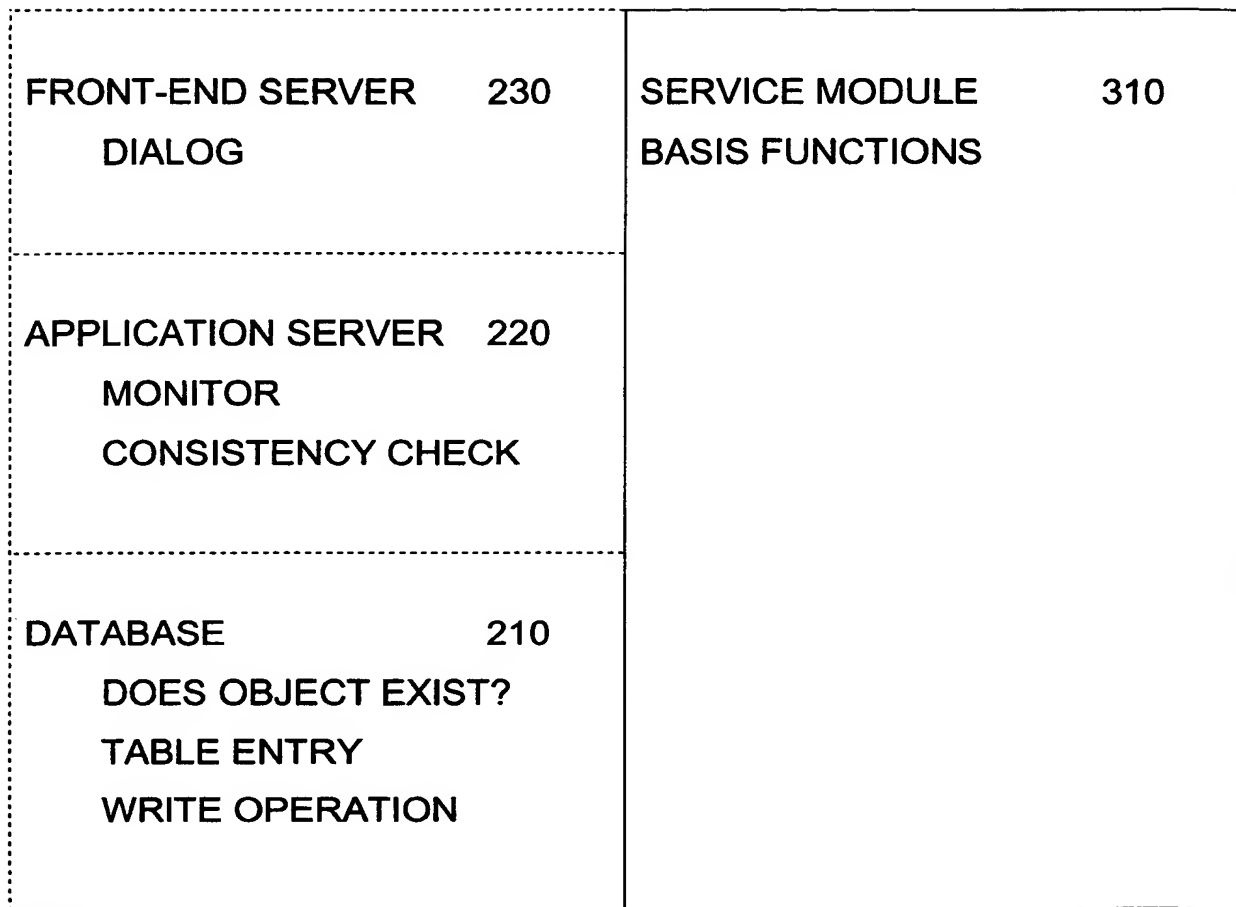 FRONT-END SERVER 230
DIALOG
APPLICATION SERVER 220
MONITOR
CONSISTENCY CHECK
DATABASE 210
DOES OBJECT EXIST?
TABLE ENTRY
WRITE OPERATION
SERVICE MODULE 310
BASIS FUNCTIONS